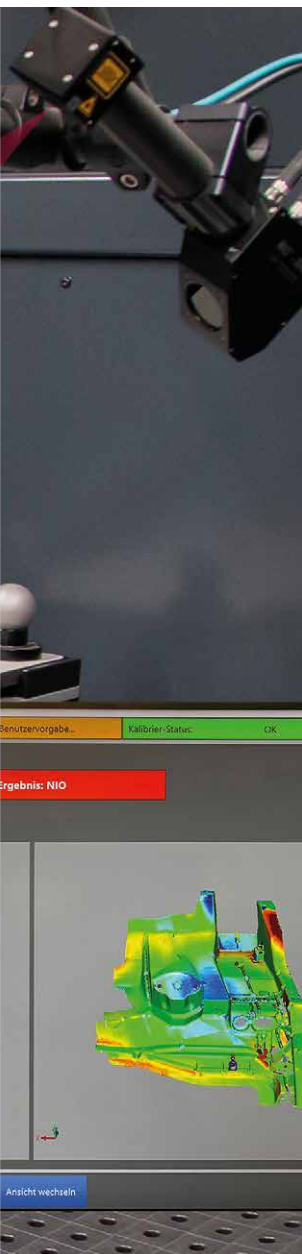 Benutzervorgabe...
Kalibrier-Status: OK
Ergebnis: NIO
Ansicht wechseln